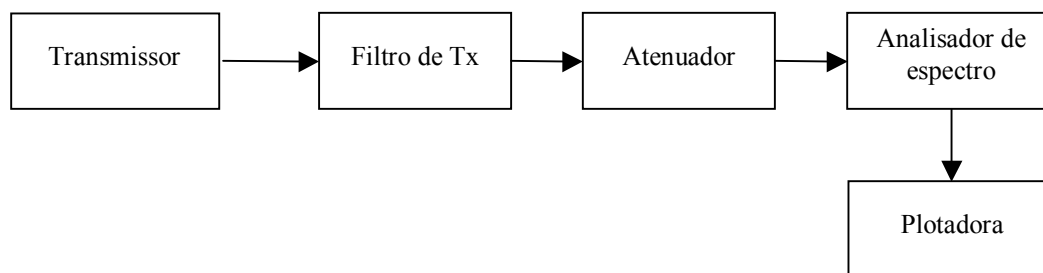 Transmissor
Filtro de Tx
Atenuador
Analisador de
espectro
Plotadora